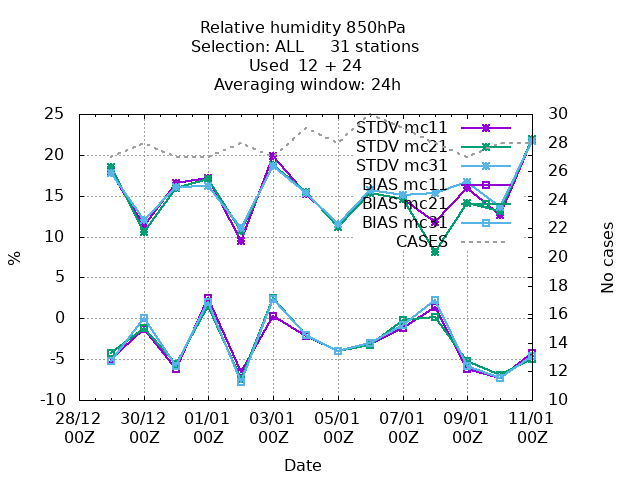 Relative humidity 850hPa
Selection: ALL 31 stations
Used 12 + 24
Averaging window: 24h
25
20
15
10
5
0
-5
-10
%
30
28
26
24
22
20
18
16
14
12
10
No cases
STDV mc11
STDV mc21
STDV mc31
BIAS mc11
BIAS mc21
BIAS mc31
CASES
28/12 30/12 01/01 03/01 05/01 07/01 09/01 11/01
00Z 00Z 00Z 00Z 00Z 00Z 00Z 00Z
Date